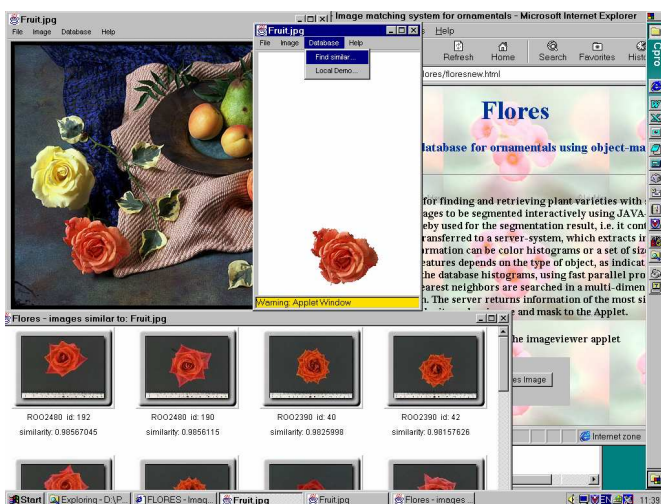 Fruit.jpg
File Image Database Help
Fruit.jpg
File Image Database Help
Find similar...
Local Demo...
Warning: Applet Window
Image matching system for ornamentals - Microsoft Internet Explorer
Help
Refresh Home Search Favorites
lores/floresnew.html
Flores
database for ornamentals using object-ma
for finding and retrieving plant varieties with
ages to be segmented interactively using JAVA
eby used for the segmentation result, i.e. it cont
ransferred to a server-system, which extracts in
rmation can be color histograms or a set of siz
eatures depends on the type of object, as indicat
the database histograms, using fast parallel pro
earest neighbors are searched in a multi-dimen
n. The server returns information of the most si
e and mask to the Applet.
he imageviewer applet
es Image
Internet zone
Cpro
Flores - images similar to: Fruit.jpg
ROO2480 id: 192
ROO2480 id: 190
ROO2390 id: 40
ROO2390 id: 42
similarity: 0.98567045
similarity: 0.9856115
similarity: 0.9825998
similarity: 0.98157626
Start
Exploring - D:\P...
FLORES - Imag...
Fruit.jpg
Fruit.jpg
Flores - images ...
EN
11:39